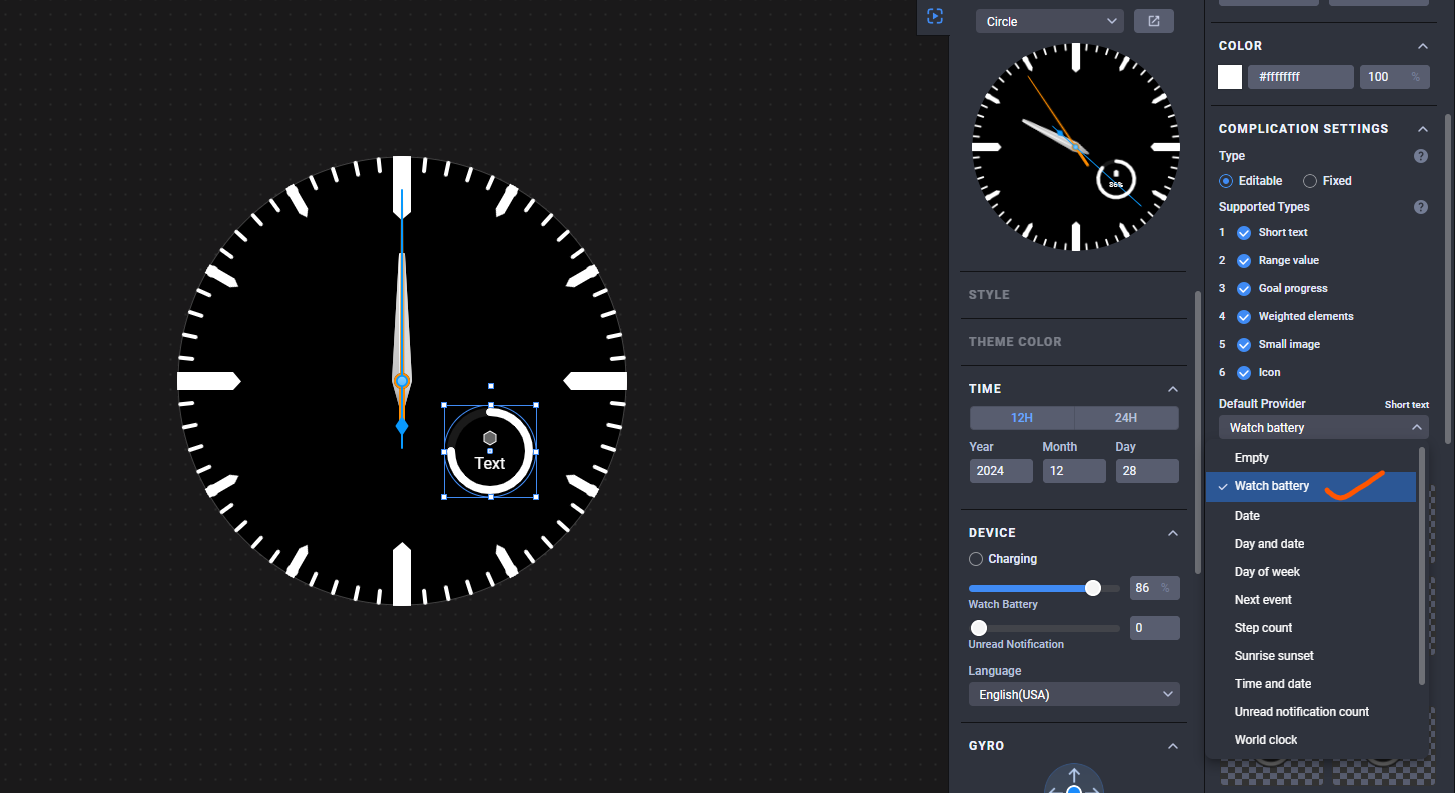 Circle
86%
STYLE
THEME COLOR
TIME
12H 24H
Year Month Day
2024 12 28
DEVICE
Charging
86 %
Watch Battery
0
Unread Notification
Language
English(USA)
GYRO
Text
COLOR
#ffffffff 100 %
COMPLICATION SETTINGS
Type ?
Editable Fixed
Supported Types ?
1 Short text
2 Range value
3 Goal progress
4 Weighted elements
5 Small image
6 Icon
Default Provider Short text
Watch battery
Empty
Watch battery
Date
Day and date
Day of week
Next event
Step count
Sunrise sunset
Time and date
Unread notification count
World clock